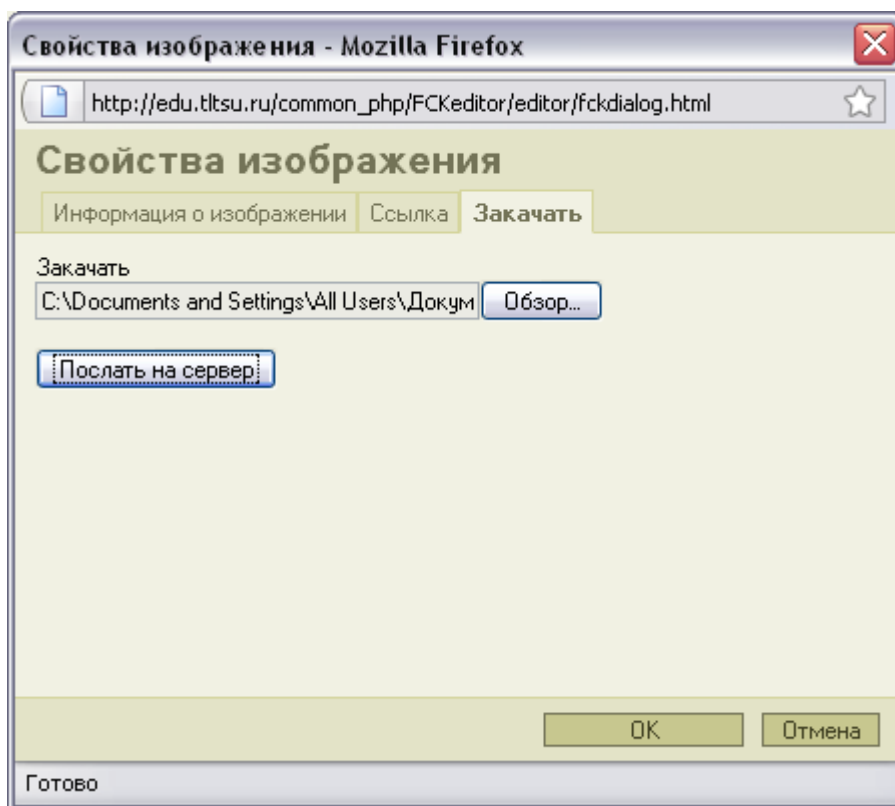 Свойства изображения - Mozilla Firefox
http://edu.tltsu.ru/common_php/FCKeditor/editor/fckdialog.html
Свойства изображения
Информация о изображении Ссылка Закачать
Закачать
C:\Documents and Settings\All Users\Докум Обзор...
Послать на сервер
OK Отмена
Готово